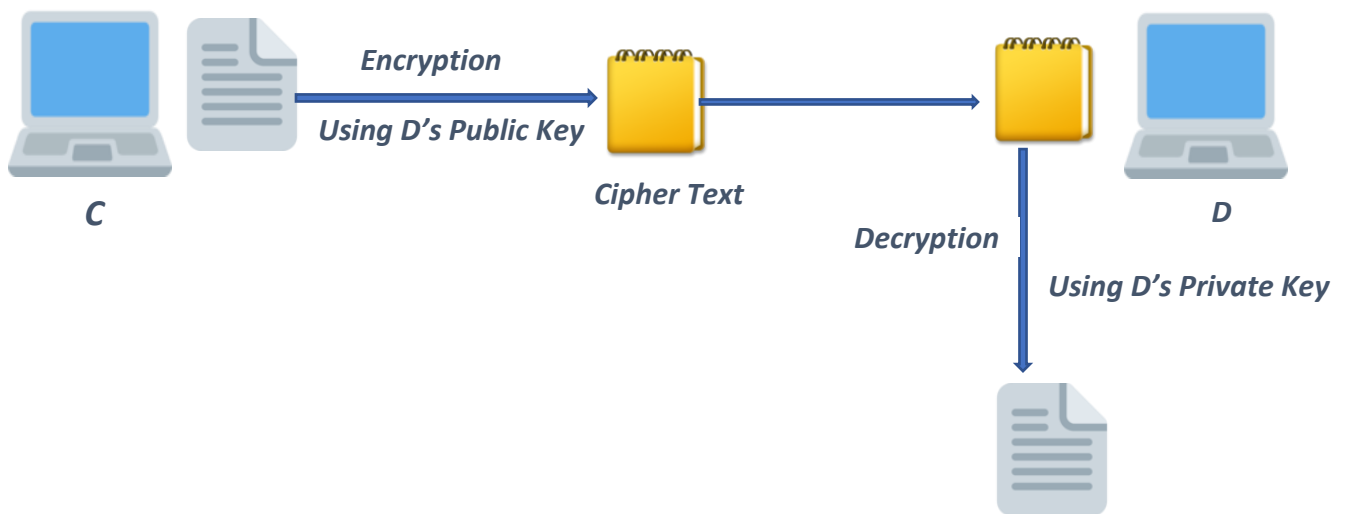 Encryption
Using D’s Public Key
C
Cipher Text
D
Decryption
Using D’s Private Key